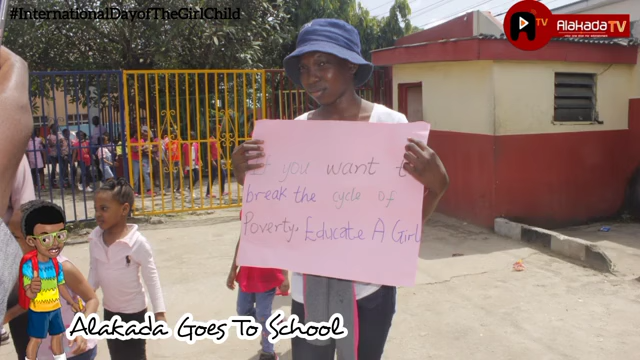 #InternationalDayofTheGirlChild
TV
AlakadaTV
you want
break the cycle of
Poverty, Educate A Girl
Alakada Goes To School